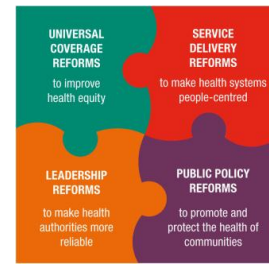 UNIVERSAL
COVERAGE
REFORMS
to improve
health equity
SERVICE
DELIVERY
REFORMS
to make health systems
people-centred
LEADERSHIP
REFORMS
to make health
authorities more
reliable
PUBLIC POLICY
REFORMS
to promote and
protect the health of
communities